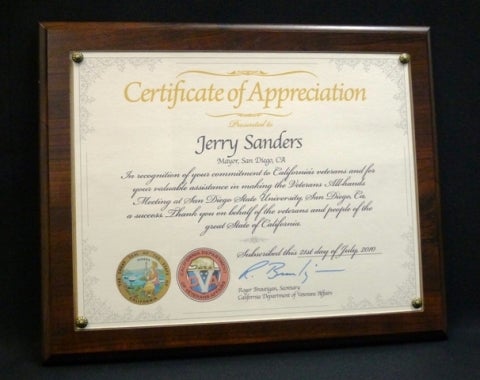 Certificate of Appreciation
Presented to
Jerry Sanders
Mayor, San Diego, CA
In recognition of your commitment to California's veterans and for
your valuable assistance in making the Veterans All-hands
Meeting at San Diego State University, San Diego, Ca,
a success. Thank you on behalf of the veterans and people of the
great State of California.
Subscribed this 21st day of July, 2010
Roger Brautigan, Secretary
California Department of Veterans Affairs